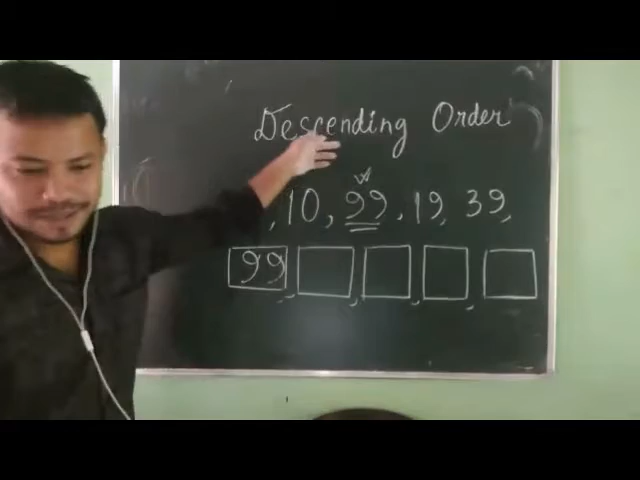 Descending Order
, 10, 99, 19, 39,
99